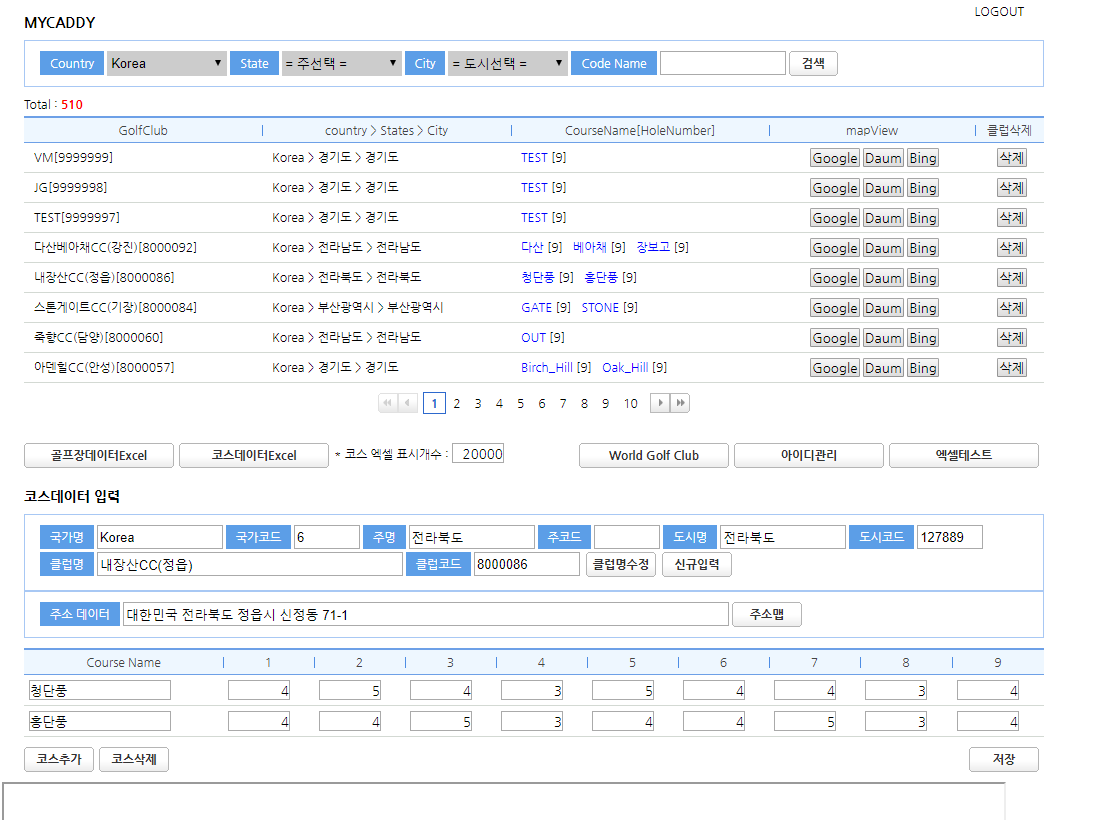 LOGOUT
MYCADDY
Country Korea State = 주선택 = City = 도시선택 = Code Name 검색
Total : 510
GolfClub | country > States > City | CourseName[HoleNumber] | mapView | 클럽삭제
VM[9999999] Korea > 경기도 > 경기도 TEST [9] Google Daum Bing 삭제
JG[9999998] Korea > 경기도 > 경기도 TEST [9] Google Daum Bing 삭제
TEST[9999997] Korea > 경기도 > 경기도 TEST [9] Google Daum Bing 삭제
다산베아채CC(강진)[8000092] Korea > 전라남도 > 전라남도 다산 [9] 베아채 [9] 장보고 [9] Google Daum Bing 삭제
내장산CC(정읍)[8000086] Korea > 전라북도 > 전라북도 청단풍 [9] 홍단풍 [9] Google Daum Bing 삭제
스톤게이트CC(기장)[8000084] Korea > 부산광역시 > 부산광역시 GATE [9] STONE [9] Google Daum Bing 삭제
죽향CC(담양)[8000060] Korea > 전라남도 > 전라남도 OUT [9] Google Daum Bing 삭제
아덴힐CC(안성)[8000057] Korea > 경기도 > 경기도 Birch_Hill [9] Oak_Hill [9] Google Daum Bing 삭제
1 2 3 4 5 6 7 8 9 10
골프장데이터Excel 코스데이터Excel * 코스 엑셀 표시개수 : 20000 World Golf Club 아이디관리 엑셀테스트
코스데이터 입력
국가명 Korea 국가코드 6 주명 전라북도 주코드 도시명 전라북도 도시코드 127889
클럽명 내장산CC(정읍) 클럽코드 8000086 클럽명수정 신규입력
주소 데이터 대한민국 전라북도 정읍시 신정동 71-1 주소맵
Course Name | 1 | 2 | 3 | 4 | 5 | 6 | 7 | 8 | 9
청단풍 4 5 4 3 5 4 4 3 4
홍단풍 4 4 5 3 4 4 5 3 4
코스추가 코스삭제 저장